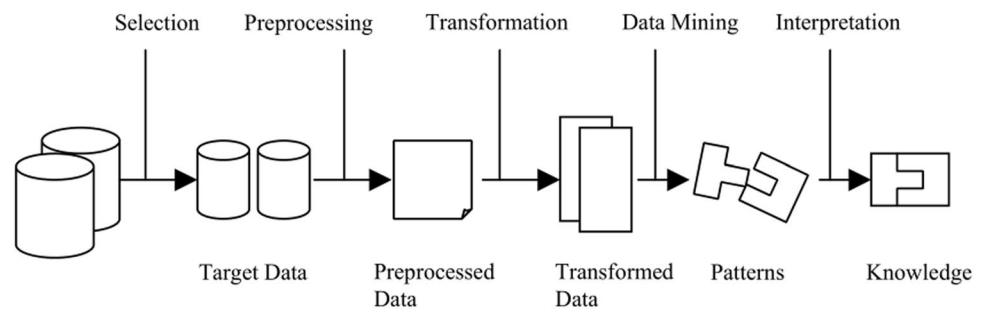 Selection
Preprocessing
Transformation
Data Mining
Interpretation
Target Data
Preprocessed
Data
Transformed
Data
Patterns
Knowledge